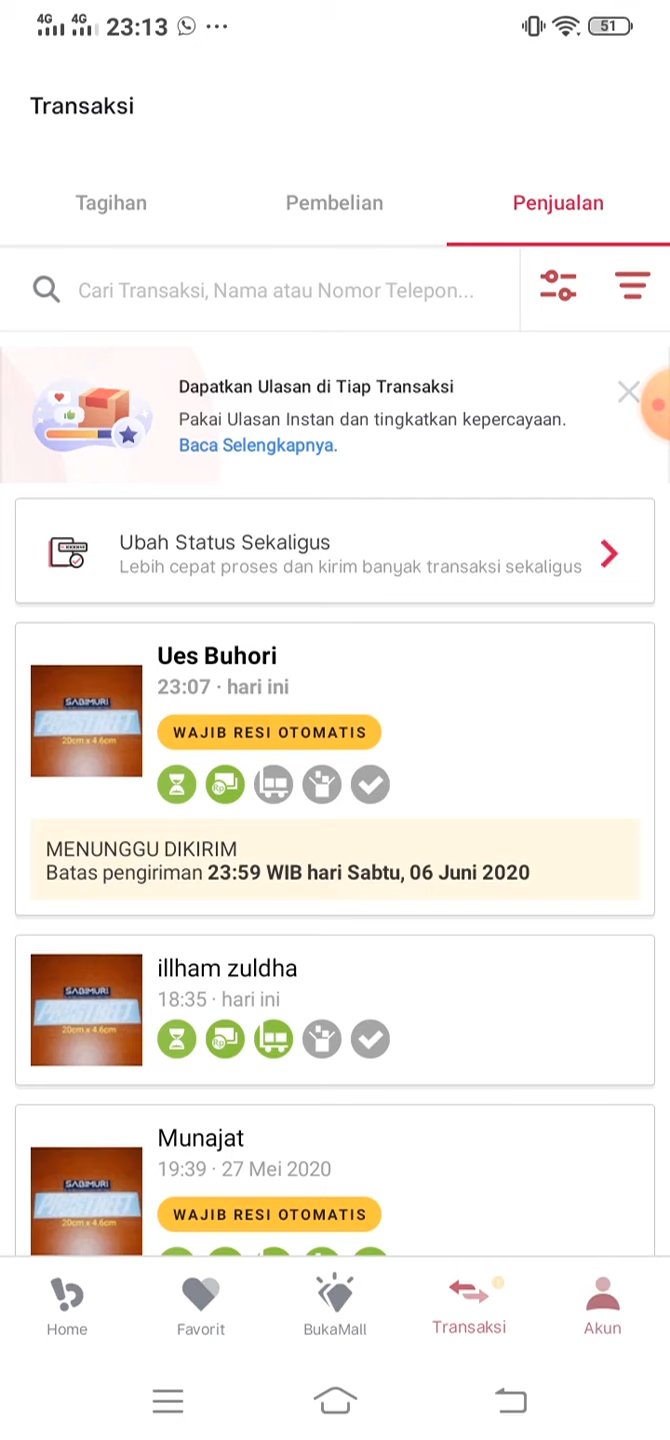 4G 4G 23:13 51
Transaksi
Tagihan Pembelian Penjualan
Cari Transaksi, Nama atau Nomor Telepon...
Dapatkan Ulasan di Tiap Transaksi
Pakai Ulasan Instan dan tingkatkan kepercayaan.
Baca Selengkapnya.
Ubah Status Sekaligus
Lebih cepat proses dan kirim banyak transaksi sekaligus
Ues Buhori
23:07 · hari ini
SABIMURI
20cm x 4.6cm
WAJIB RESI OTOMATIS
Rp
MENUNGGU DIKIRIM
Batas pengiriman 23:59 WIB hari Sabtu, 06 Juni 2020
illham zuldha
18:35 · hari ini
SABIMURI
20cm x 4.6cm
Rp
Munajat
19:39 · 27 Mei 2020
SABIMURI
20cm x 4.6cm
WAJIB RESI OTOMATIS
Home Favorit BukaMall Transaksi Akun